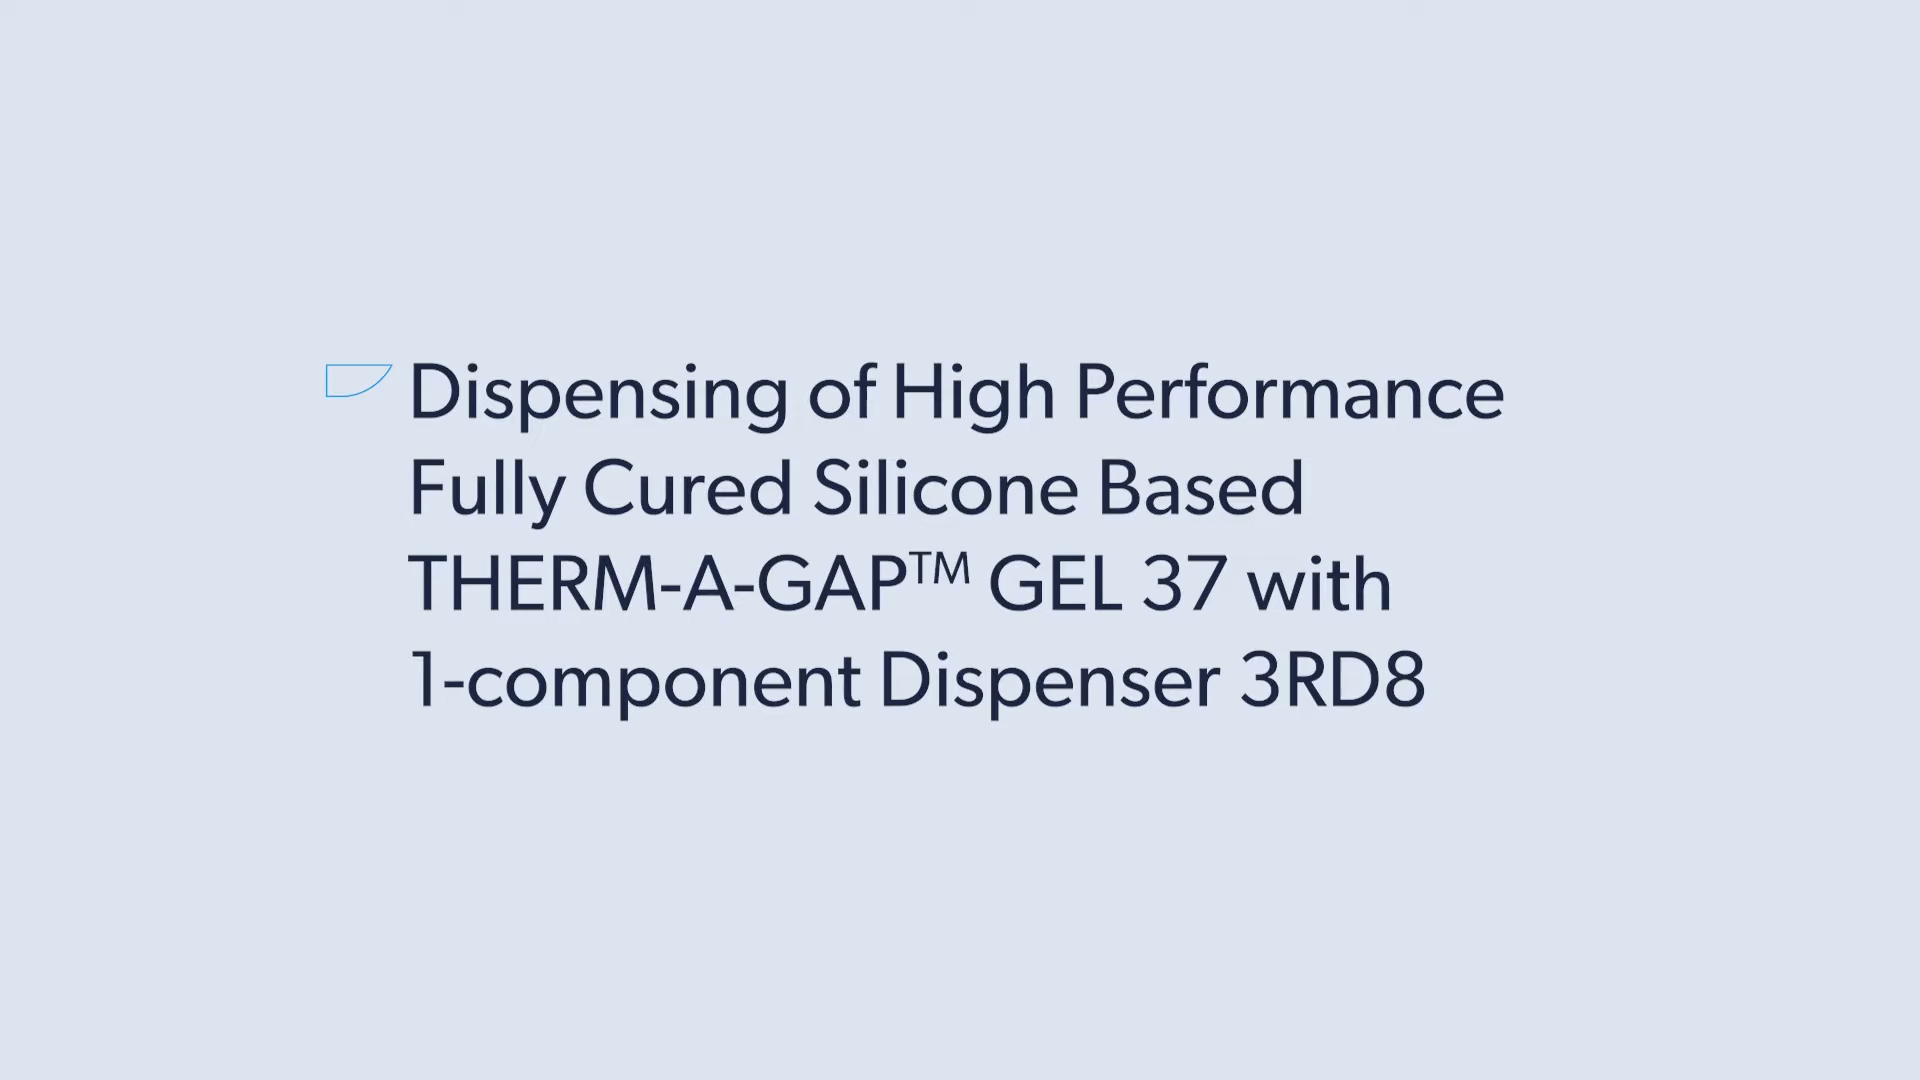 Dispensing of High Performance
Fully Cured Silicone Based
THERM-A-GAP™ GEL 37 with
1-component Dispenser 3RD8